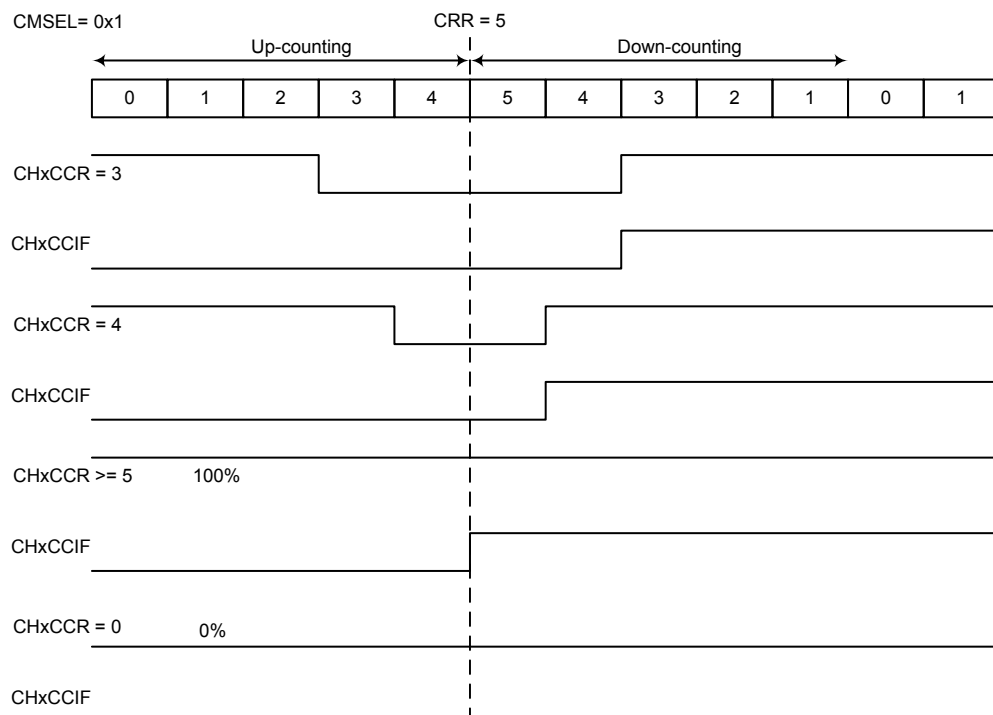 CMSEL= 0x1
CRR = 5
Up-counting
Down-counting
0 1 2 3 4 5 4 3 2 1 0 1
CHxCCR = 3
CHxCCIF
CHxCCR = 4
CHxCCIF
CHxCCR >= 5 100%
CHxCCIF
CHxCCR = 0 0%
CHxCCIF